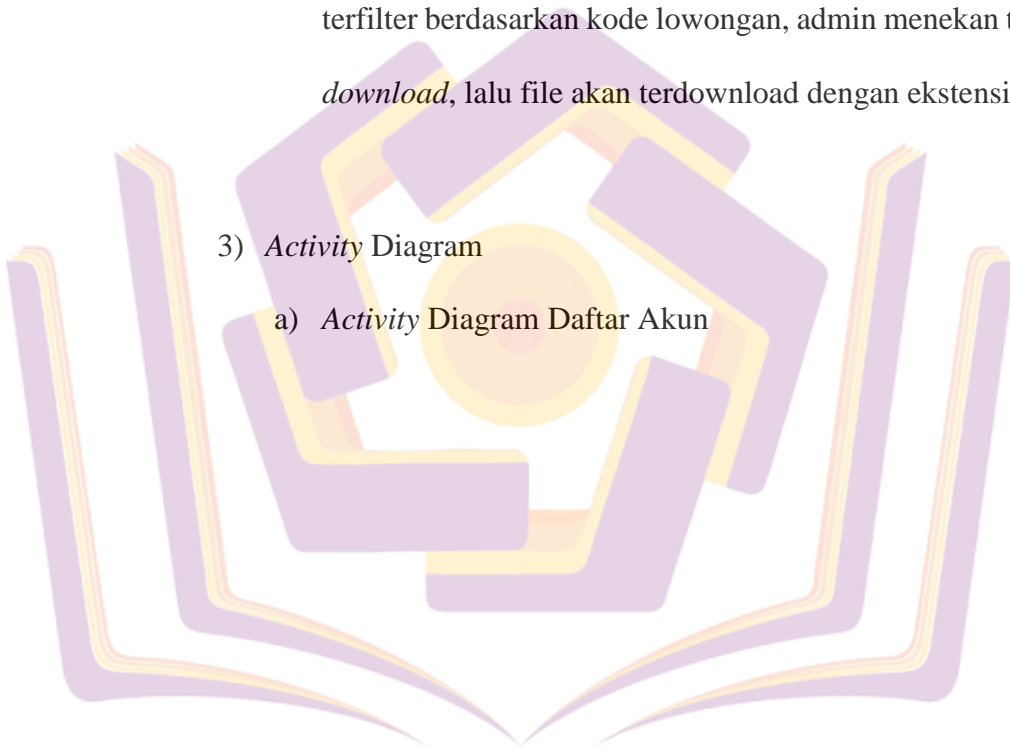 terfilter berdasarkan kode lowongan, admin menekan
download, lalu file akan terdownload dengan ekstensi
3) Activity Diagram
a) Activity Diagram Daftar Akun